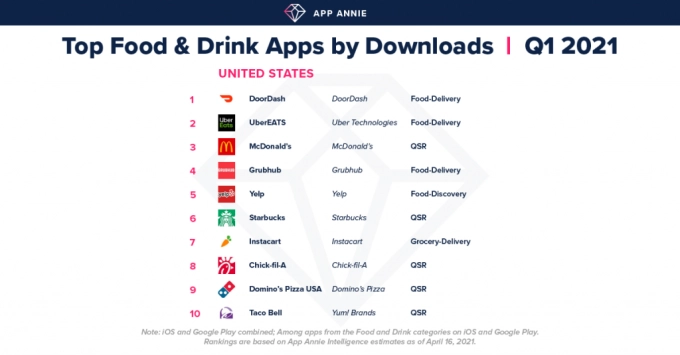 APP ANNIE
Top Food & Drink Apps by Downloads | Q1 2021
UNITED STATES
1 DoorDash DoorDash Food-Delivery
2 Uber Eats UberEATS Uber Technologies Food-Delivery
3 McDonald's McDonald's QSR
4 Grubhub Grubhub Food-Delivery
5 Yelp Yelp Food-Discovery
6 Starbucks Starbucks QSR
7 Instacart Instacart Grocery-Delivery
8 Chick-fil-A Chick-fil-A QSR
9 Domino's Pizza USA Domino's Pizza QSR
10 Taco Bell Yum! Brands QSR
Note: iOS and Google Play combined; Among apps from the Food and Drink categories on iOS and Google Play.
Rankings are based on App Annie Intelligence estimates as of April 16, 2021.